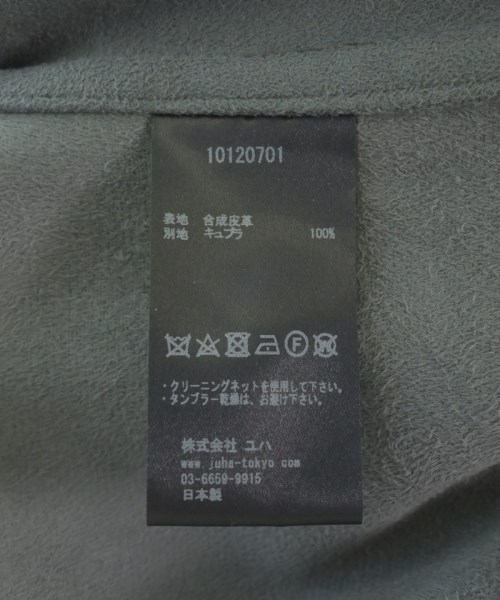 10120701
表地 合成皮革
別地 キュプラ 100%
・クリーニングネットを使用して下さい。
・タンブラー乾燥は、お避け下さい。
株式会社 ユハ
www.juha-tokyo.com
03-6659-9915
日本製